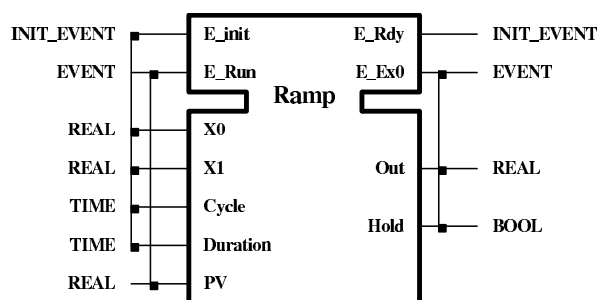 INIT_EVENT E_init E_Rdy INIT_EVENT
EVENT E_Run E_Ex0 EVENT
Ramp
REAL X0
REAL X1 Out REAL
TIME Cycle
Hold BOOL
TIME Duration
REAL PV